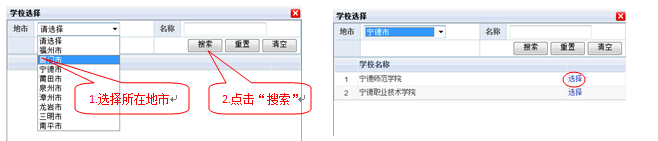 学校选择
地市 请选择 名称
请选择
福州市
宁德市
莆田市
泉州市
漳州市
龙岩市
三明市
南平市
搜索 重置 清空
1.选择所在地市
2.点击“搜索”
学校选择
地市 宁德市 名称
搜索 重置 清空
学校名称
1 宁德师范学院 选择
2 宁德职业技术学院 选择